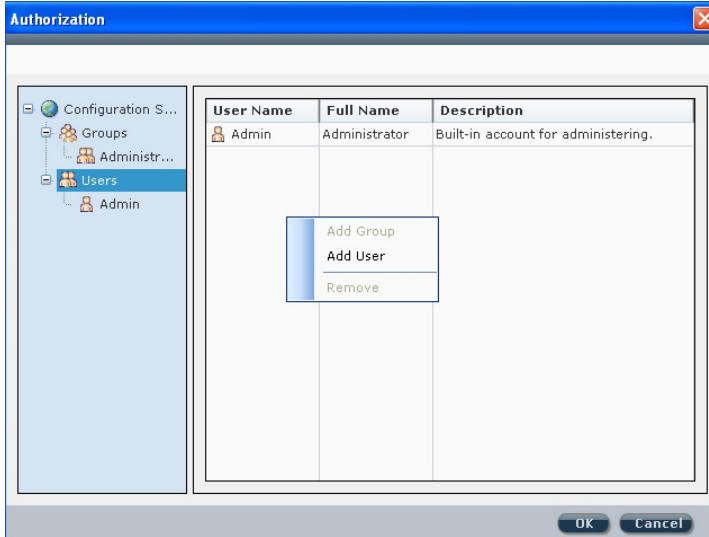 Authorization
Configuration S...
Groups
Administr...
Users
Admin
User Name Full Name Description
Admin Administrator Built-in account for administering.
Add Group
Add User
Remove
OK Cancel